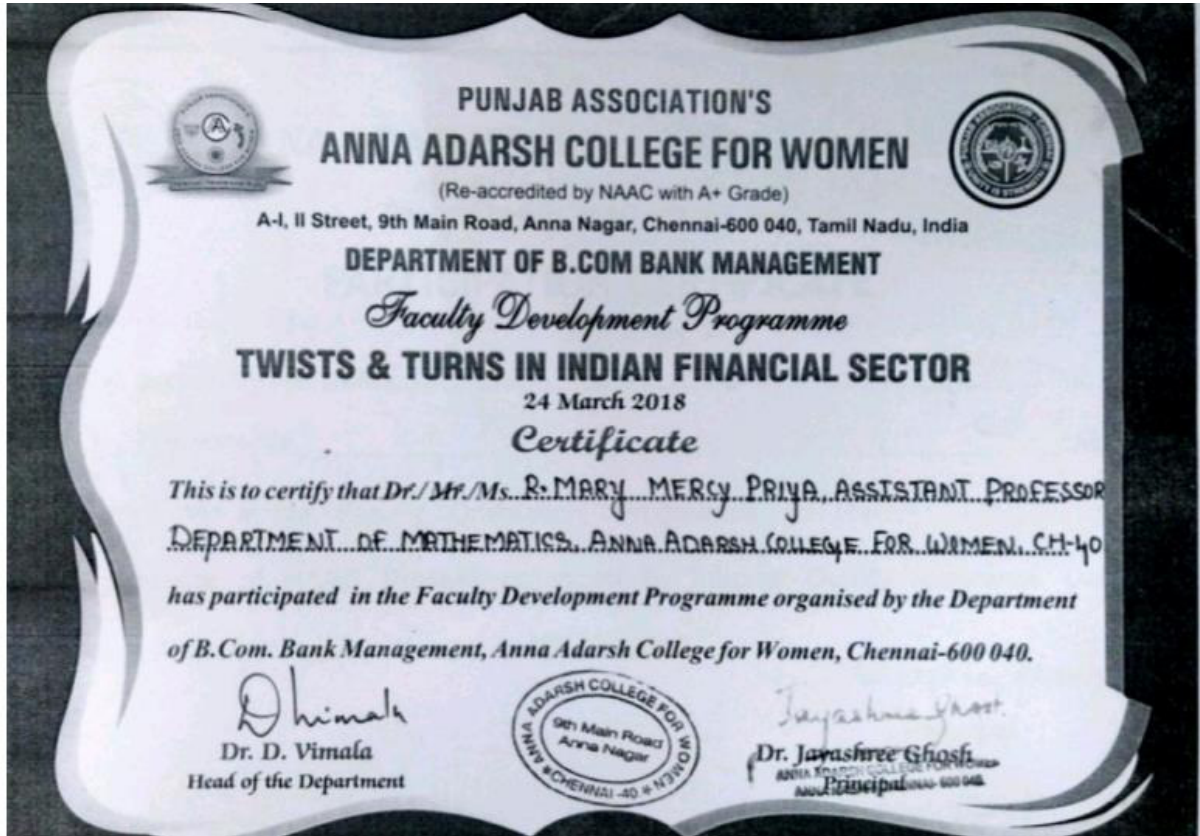 PUNJAB ASSOCIATION'S
ANNA ADARSH COLLEGE FOR WOMEN
(Re-accredited by NAAC with A+ Grade)
A-I, II Street, 9th Main Road, Anna Nagar, Chennai-600 040, Tamil Nadu, India
DEPARTMENT OF B.COM BANK MANAGEMENT
Faculty Development Programme
TWISTS & TURNS IN INDIAN FINANCIAL SECTOR
24 March 2018
Certificate
This is to certify that Dr./Mr./Ms. R. MARY MERCY PRIYA, ASSISTANT PROFESSOR
DEPARTMENT OF MATHEMATICS, ANNA ADARSH COLLEGE FOR WOMEN, CH-40
has participated in the Faculty Development Programme organised by the Department
of B.Com. Bank Management, Anna Adarsh College for Women, Chennai-600 040.
D Vimala
Jayashree Ghosh.
ANNA ADARSH COLLEGE FOR WOMEN
9th Main Road
Anna Nagar
CHENNAI-40
Dr. D. Vimala
Head of the Department
Dr. Jayashree Ghosh
Principal
ANNA ADARSH COLLEGE FOR WOMEN